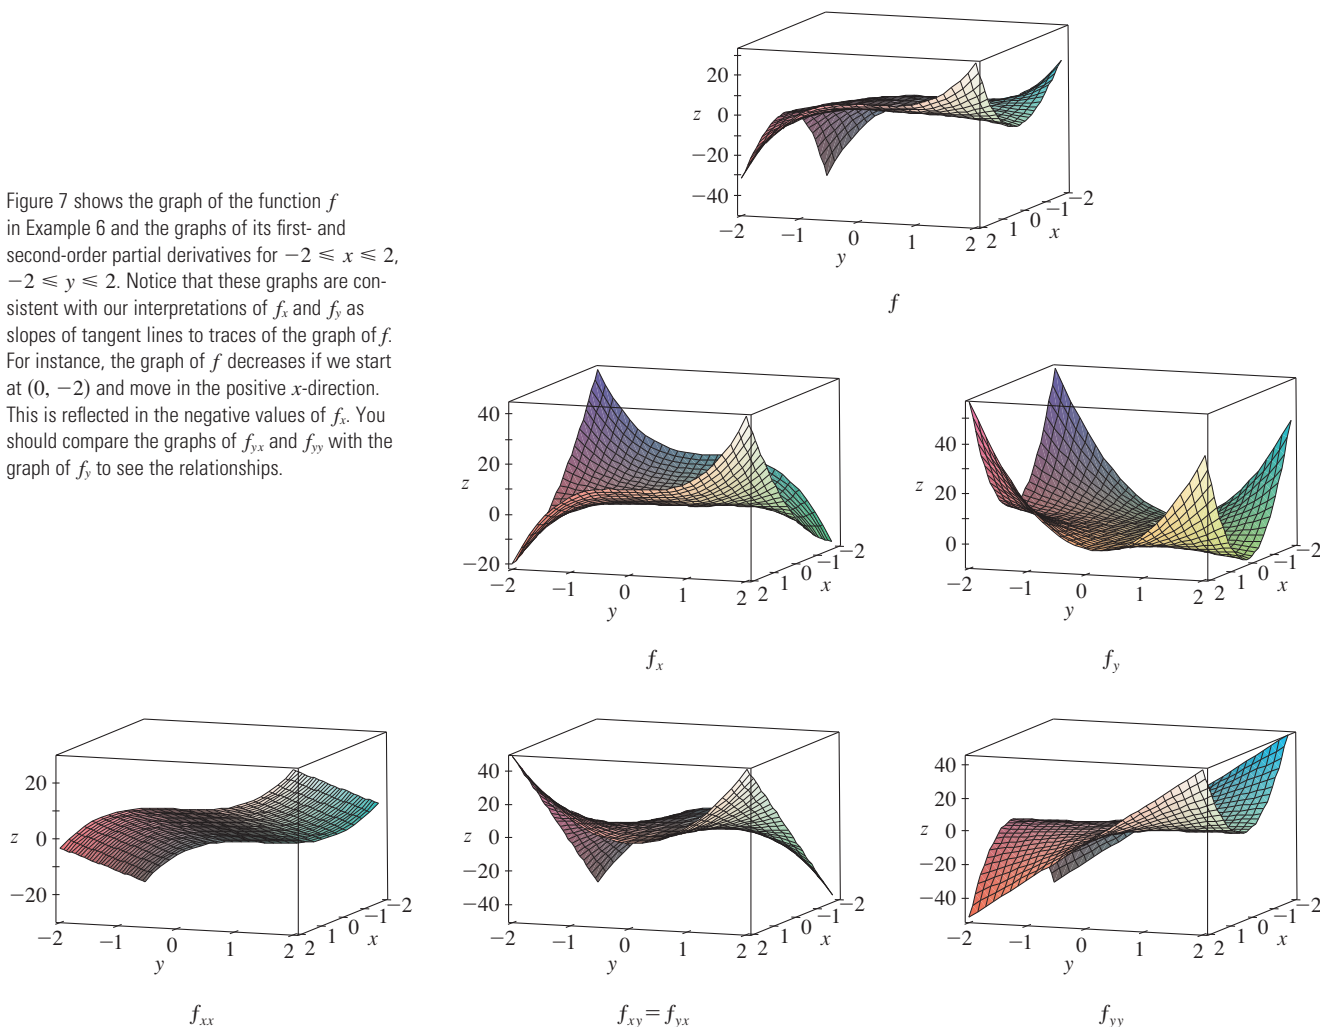 Figure 7 shows the graph of the function f
in Example 6 and the graphs of its first- and
second-order partial derivatives for −2 ≤ x ≤ 2,
−2 ≤ y ≤ 2. Notice that these graphs are con-
sistent with our interpretations of fx and fy as
slopes of tangent lines to traces of the graph of f.
For instance, the graph of f decreases if we start
at (0, −2) and move in the positive x-direction.
This is reflected in the negative values of fx. You
should compare the graphs of fyx and fyy with the
graph of fy to see the relationships.
20
z 0
−20
−40
−2 −1 0 1 2 2 1 0 −1 −2
y x
f
40
20
z
0
−20
−2 −1 0 1 2 2 1 0 −1 −2
y x
fx
40
z 20
0
−2 −1 0 1 2 2 1 0 −1 −2
y x
fy
20
z 0
−20
−2 −1 0 1 2 2 1 0 −1 −2
y x
fxx
40
20
z 0
−20
−40
−2 −1 0 1 2 2 1 0 −1 −2
y x
fxy = fyx
40
20
z 0
−20
−40
−2 −1 0 1 2 2 1 0 −1 −2
y x
fyy